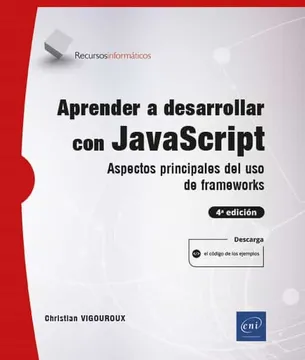 Recursosinformáticos
Aprender a desarrollar
con JavaScript
Aspectos principales del uso
de frameworks
4ª edición
Descarga
el código de los ejemplos
Christian VIGOUROUX
eni